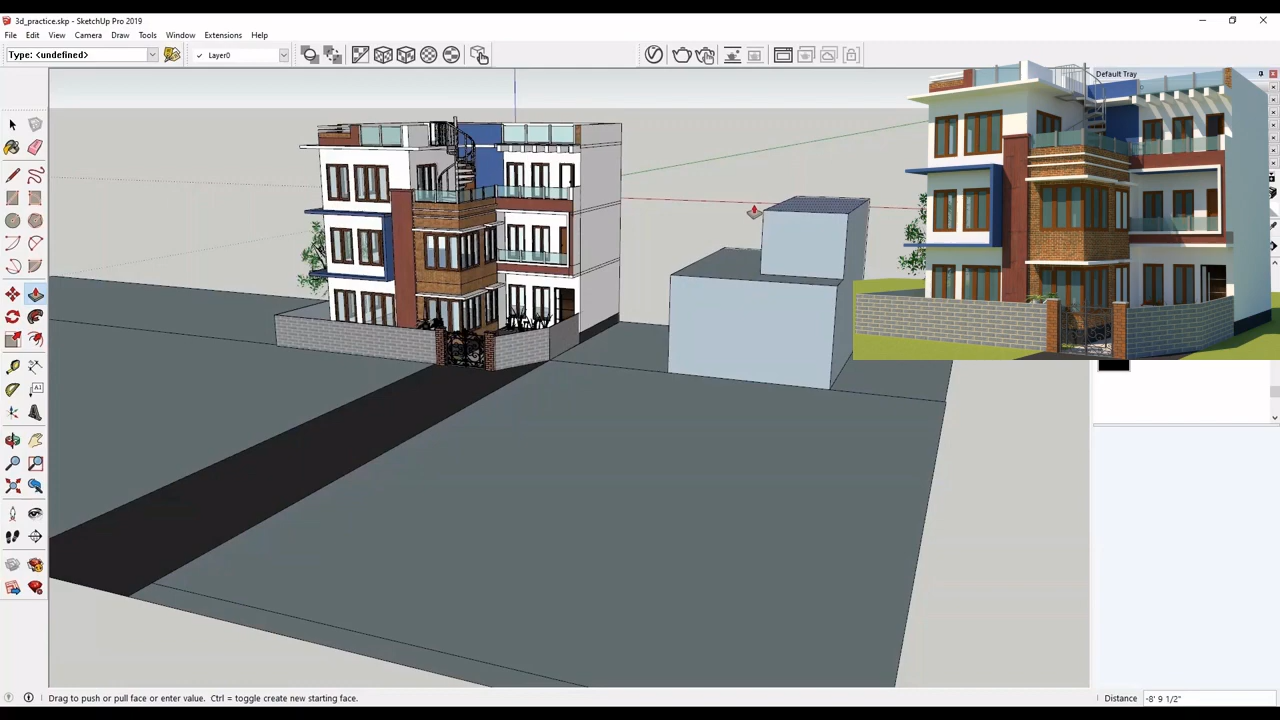 3d_practice.skp - SketchUp Pro 2019
File Edit View Camera Draw Tools Window Extensions Help
Type: <undefined>
Layer0
Default Tray
Drag to push or pull face or enter value. Ctrl = toggle create new starting face.
Distance -8' 9 1/2"